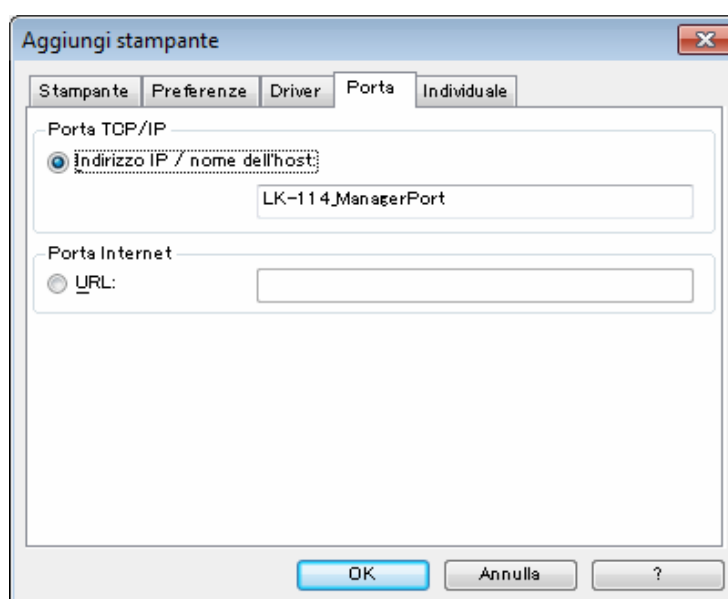 Aggiungi stampante
Stampante Preferenze Driver Porta Individuale
Porta TCP/IP
Indirizzo IP / nome dell'host:
LK-114_ManagerPort
Porta Internet
URL:
OK Annulla ?